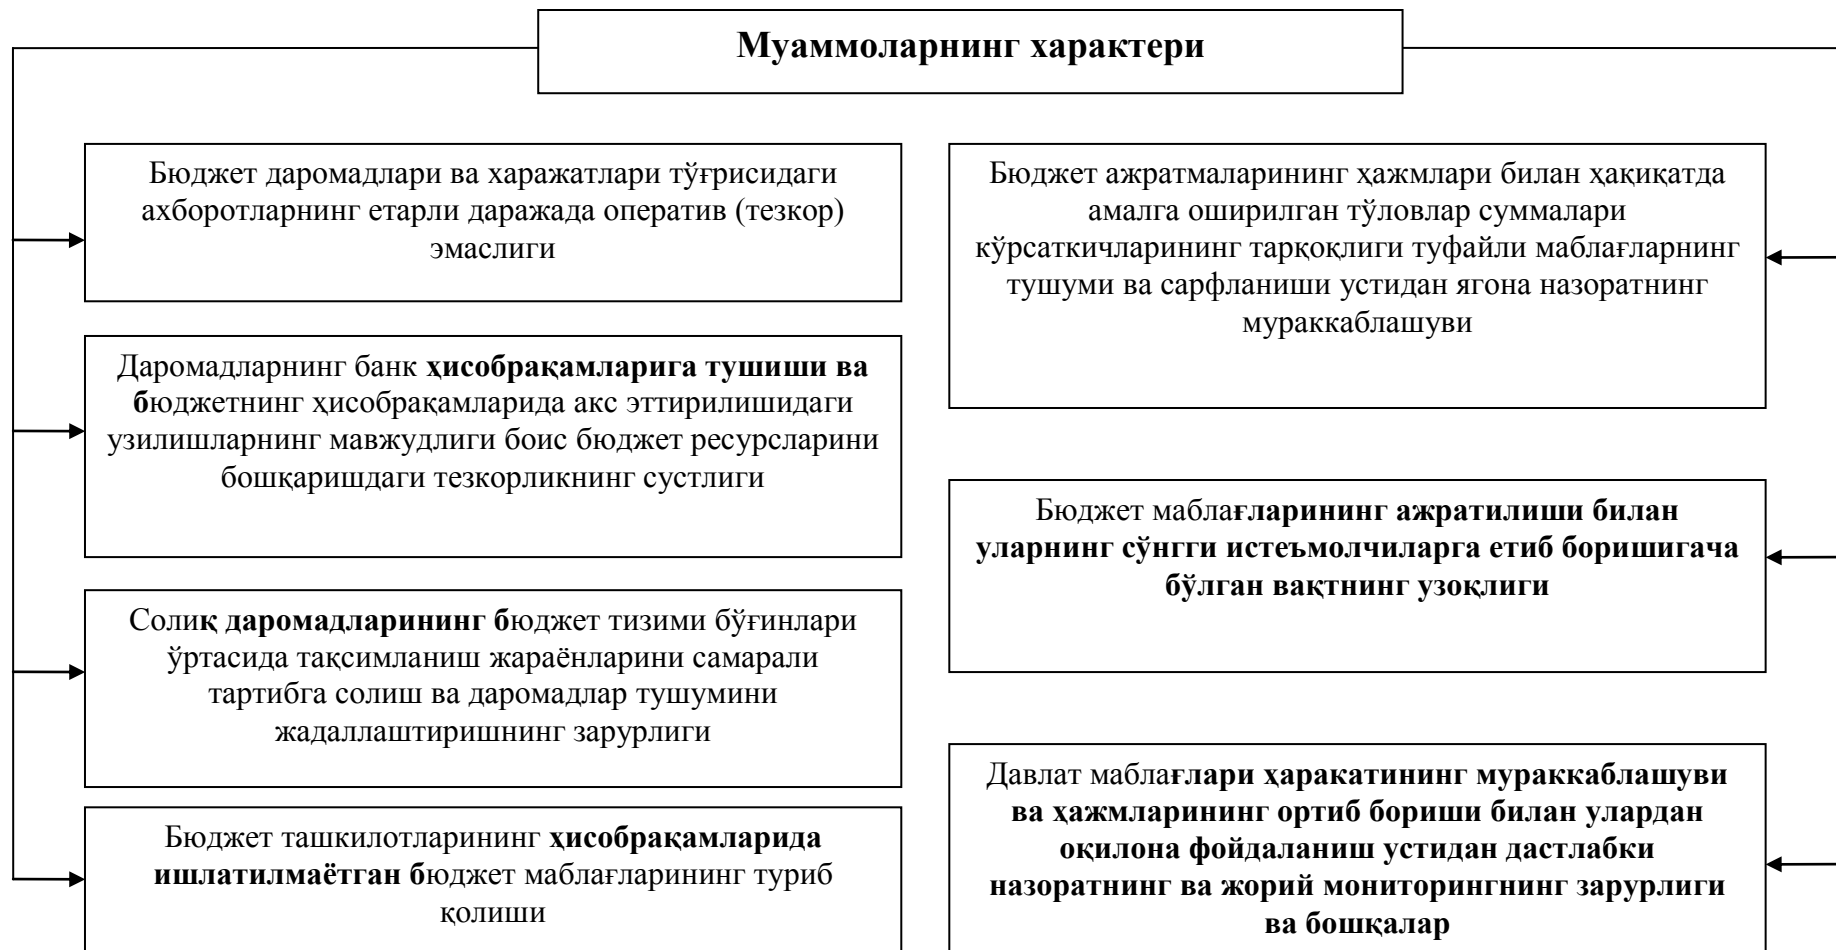 Муаммоларнинг характери
Бюджет даромадлари ва харажатлари тўғрисидаги
ахборотларнинг етарли даражада оператив (тезкор)
эмаслиги
Даромадларнинг банк ҳисобрақамларига тушиши ва
бюджетнинг ҳисобрақамларида акс эттирилишидаги
узилишларнинг мавжудлиги боис бюджет ресурсларини
бошқаришдаги тезкорликнинг сустлиги
Солиқ даромадларининг бюджет тизими бўғинлари
ўртасида тақсимланиш жараёнларини самарали
тартибга солиш ва даромадлар тушумини
жадаллаштиришнинг зарурлиги
Бюджет ташкилотларининг ҳисобрақамларида
ишлатилмаётган бюджет маблағларининг туриб
қолиши
Бюджет ажратмаларининг ҳажмлари билан ҳақиқатда
амалга оширилган тўловлар суммалари
кўрсаткичларининг тарқоқлиги туфайли маблағларнинг
тушуми ва сарфланиши устидан ягона назоратнинг
мураккаблашуви
Бюджет маблағларининг ажратилиши билан
уларнинг сўнгги истеъмолчиларга етиб боришигача
бўлган вақтнинг узоқлиги
Давлат маблағлари ҳаракатининг мураккаблашуви
ва ҳажмларининг ортиб бориши билан улардан
оқилона фойдаланиш устидан дастлабки
назоратнинг ва жорий мониторингнинг зарурлиги
ва бошқалар